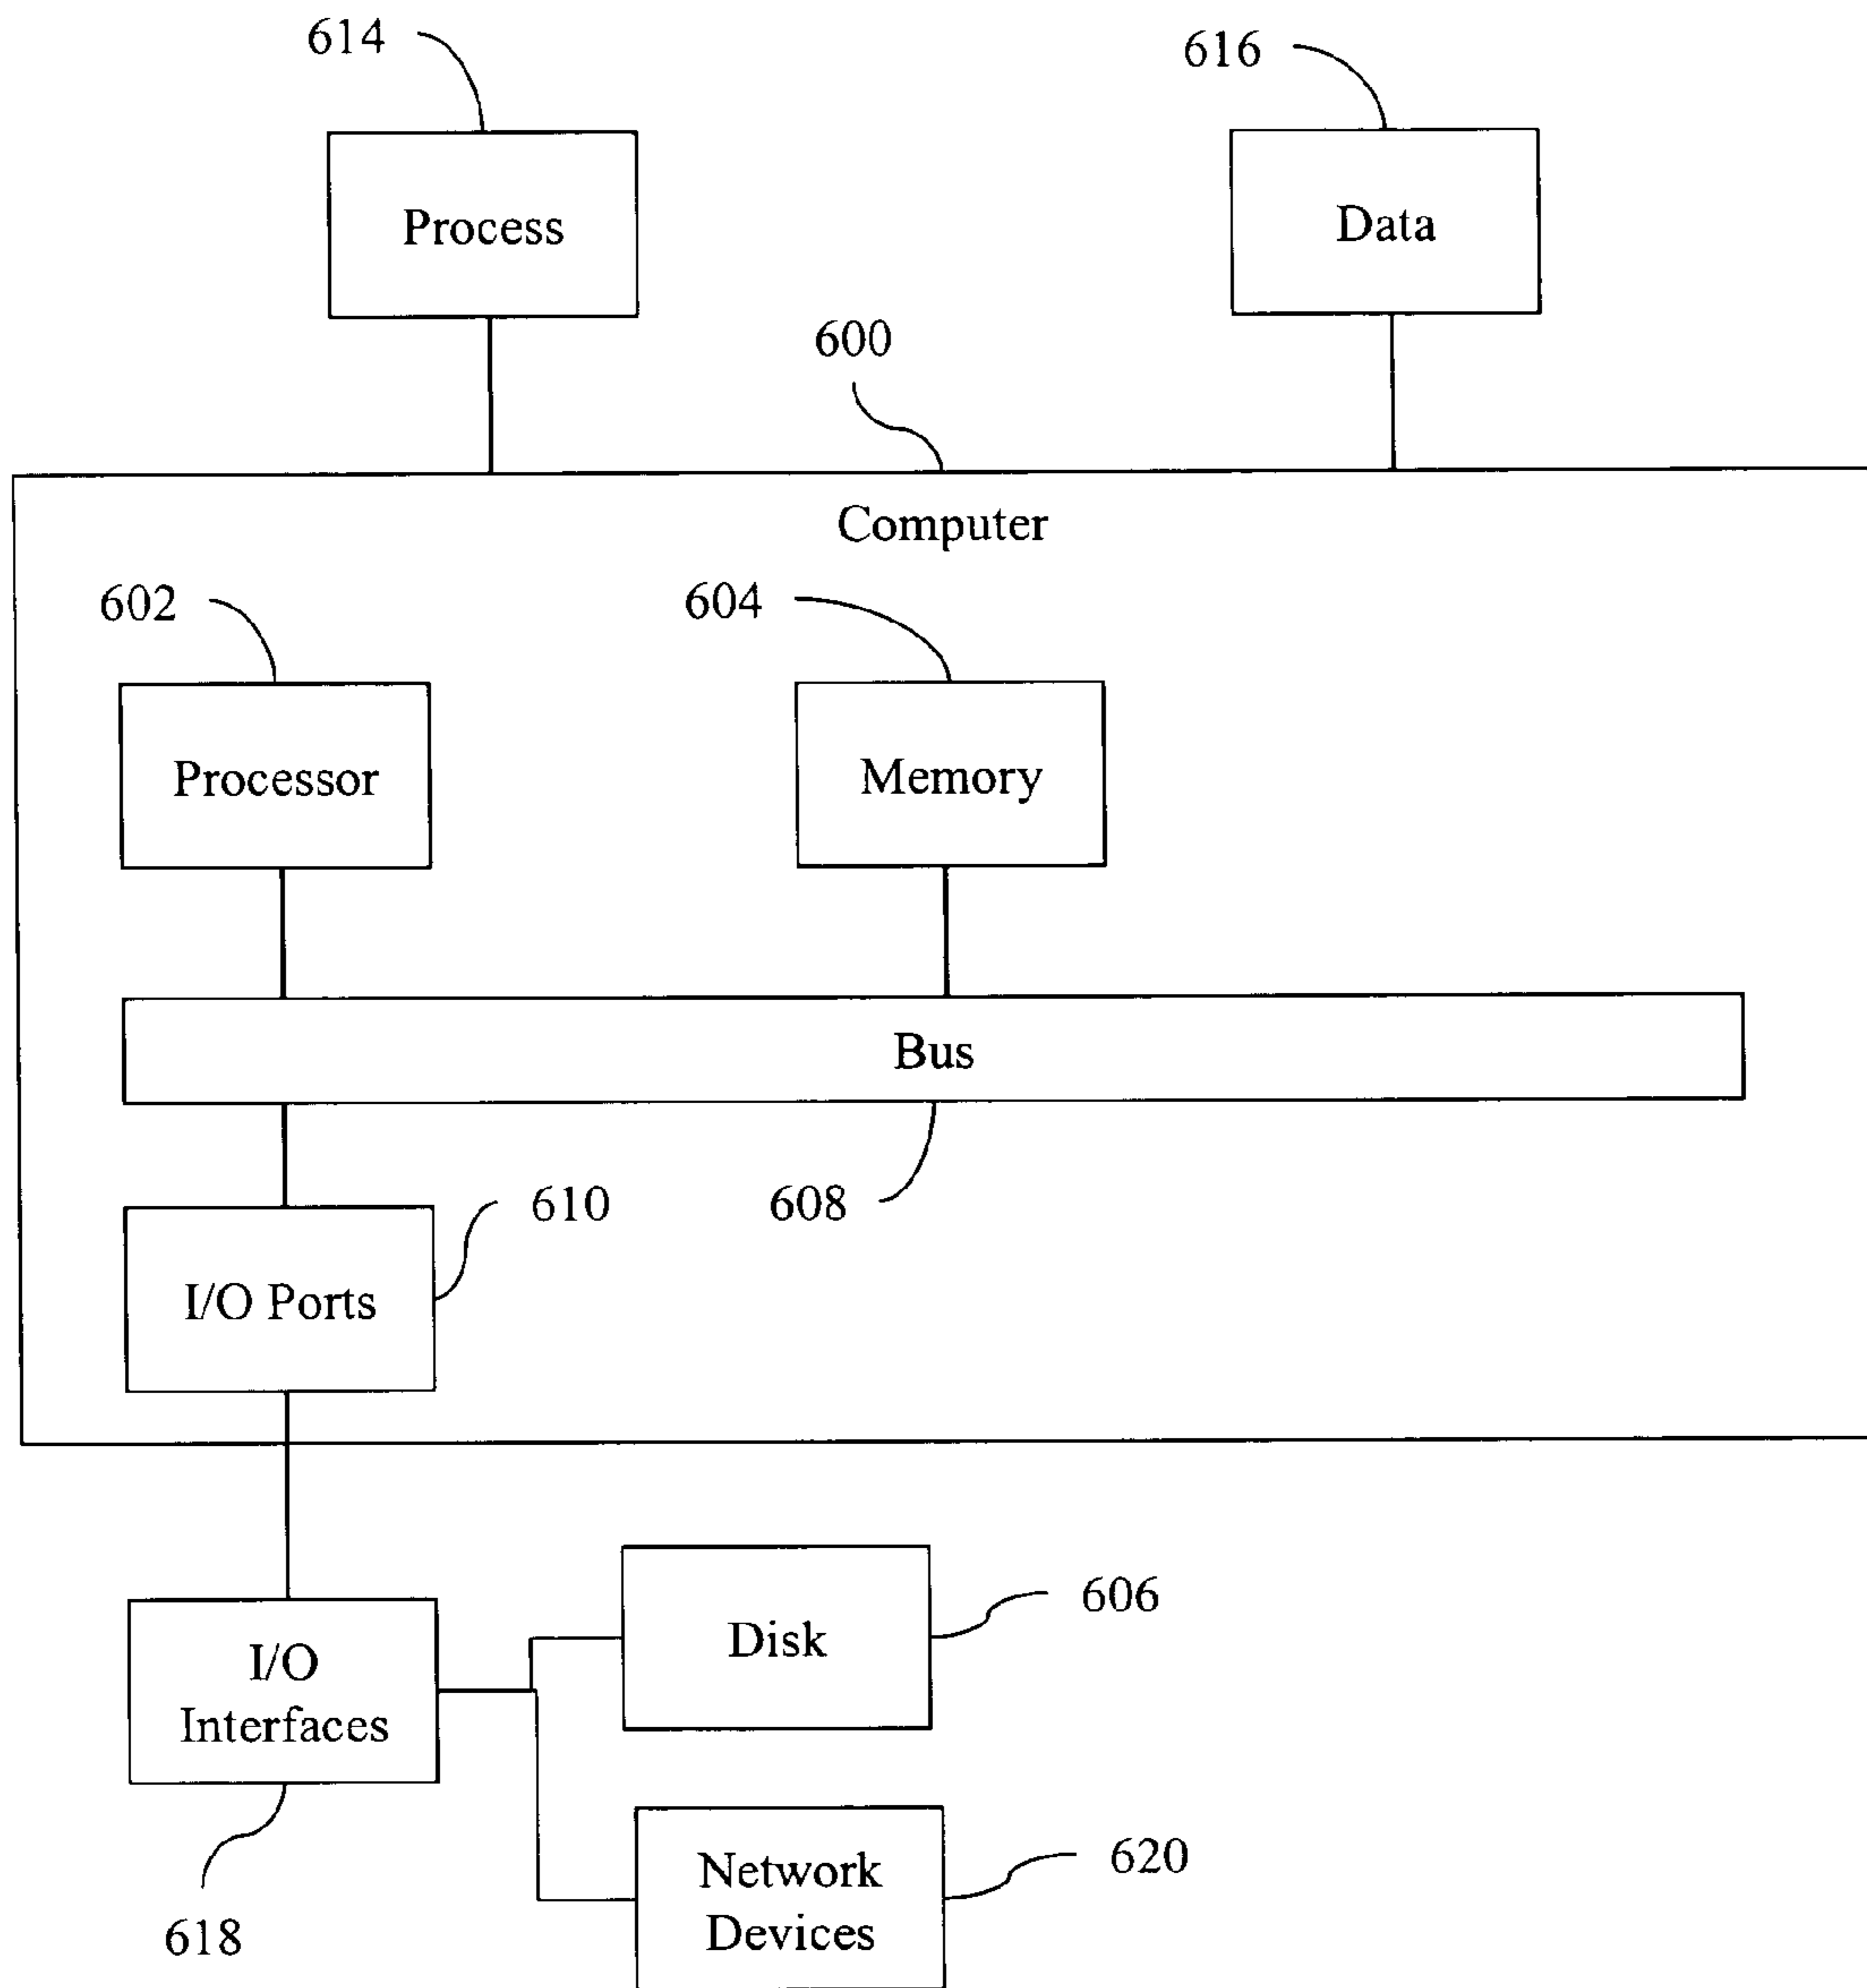 614
616
Process
Data
600
Computer
602
604
Processor
Memory
Bus
610
608
I/O Ports
606
Disk
I/O
Interfaces
620
Network
Devices
618